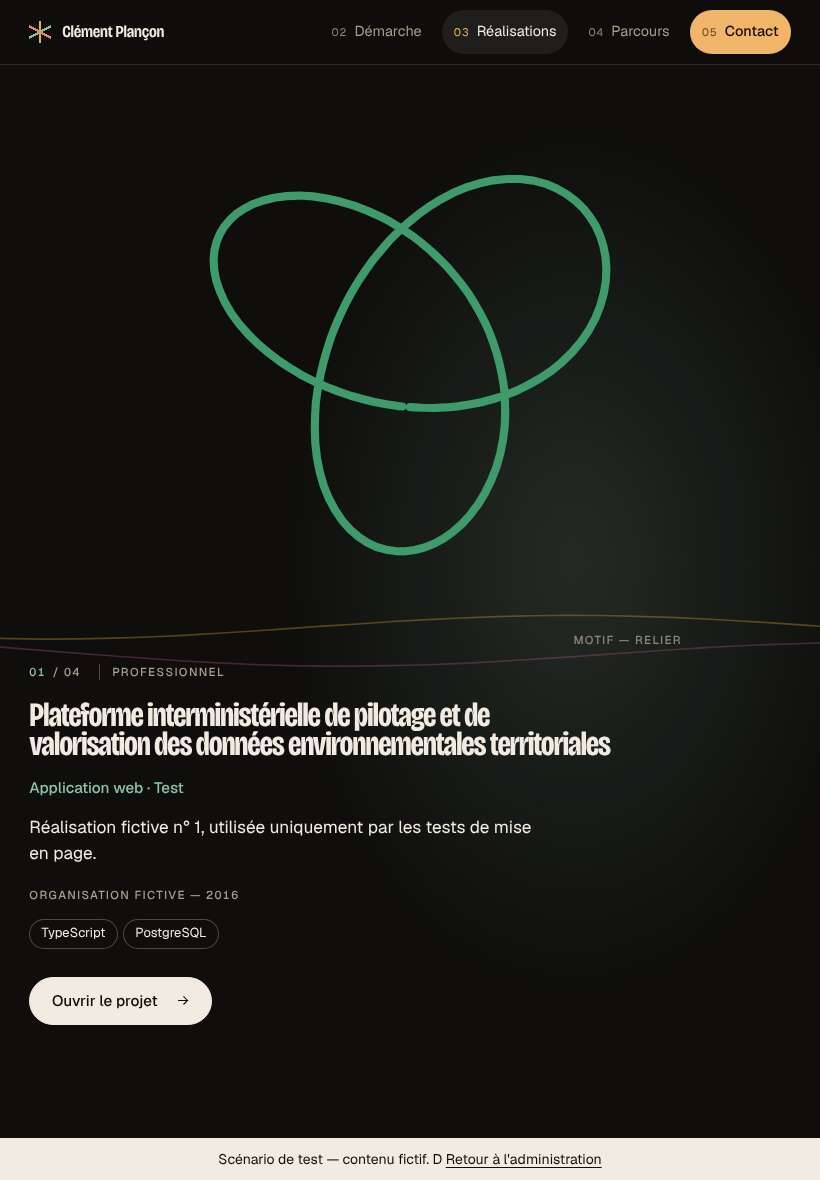 Clément Plançon
02 Démarche
03 Réalisations
04 Parcours
05 Contact
MOTIF — RELIER
01 / 04
PROFESSIONNEL
Plateforme interministérielle de pilotage et de
valorisation des données environnementales territoriales
Application web · Test
Réalisation fictive n° 1, utilisée uniquement par les tests de mise
en page.
ORGANISATION FICTIVE — 2016
TypeScript
PostgreSQL
Ouvrir le projet →
Scénario de test — contenu fictif. D Retour à l'administration